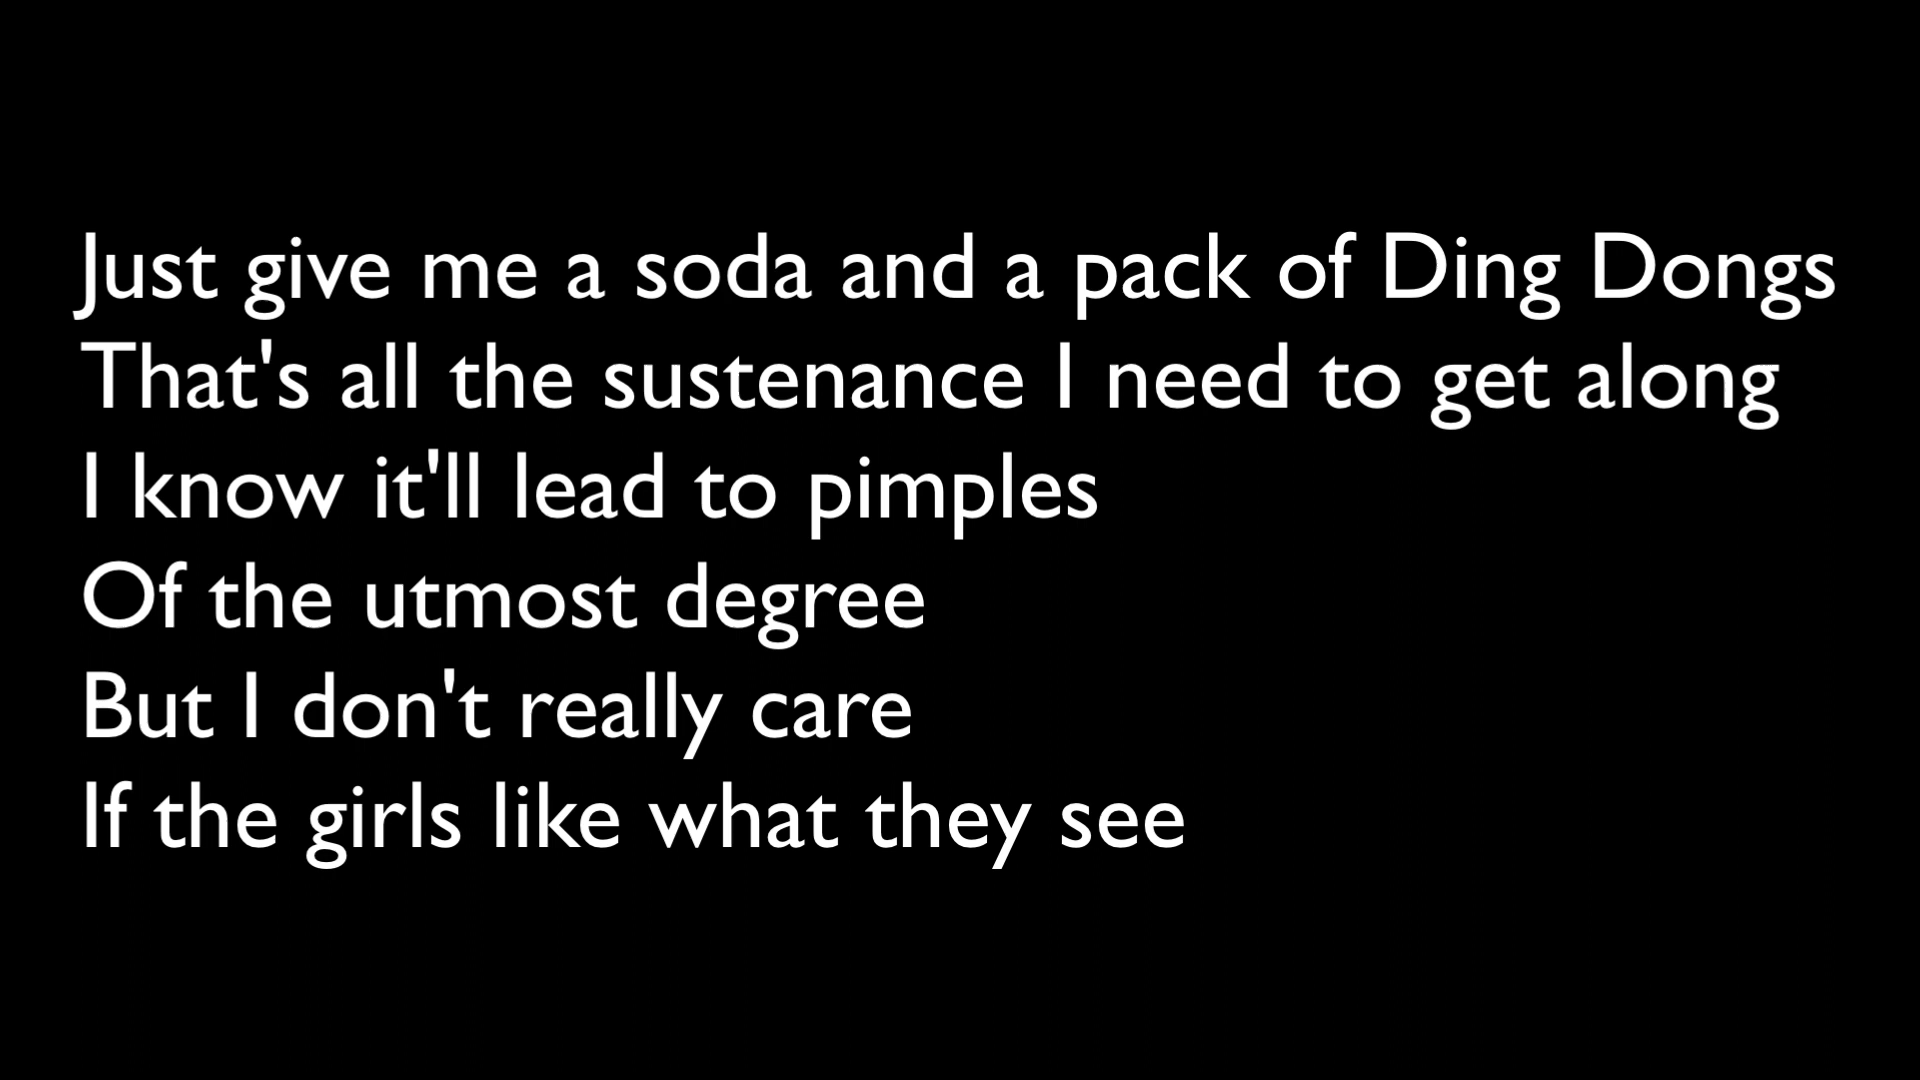 Just give me a soda and a pack of Ding Dongs
That's all the sustenance I need to get along
I know it'll lead to pimples
Of the utmost degree
But I don't really care
If the girls like what they see